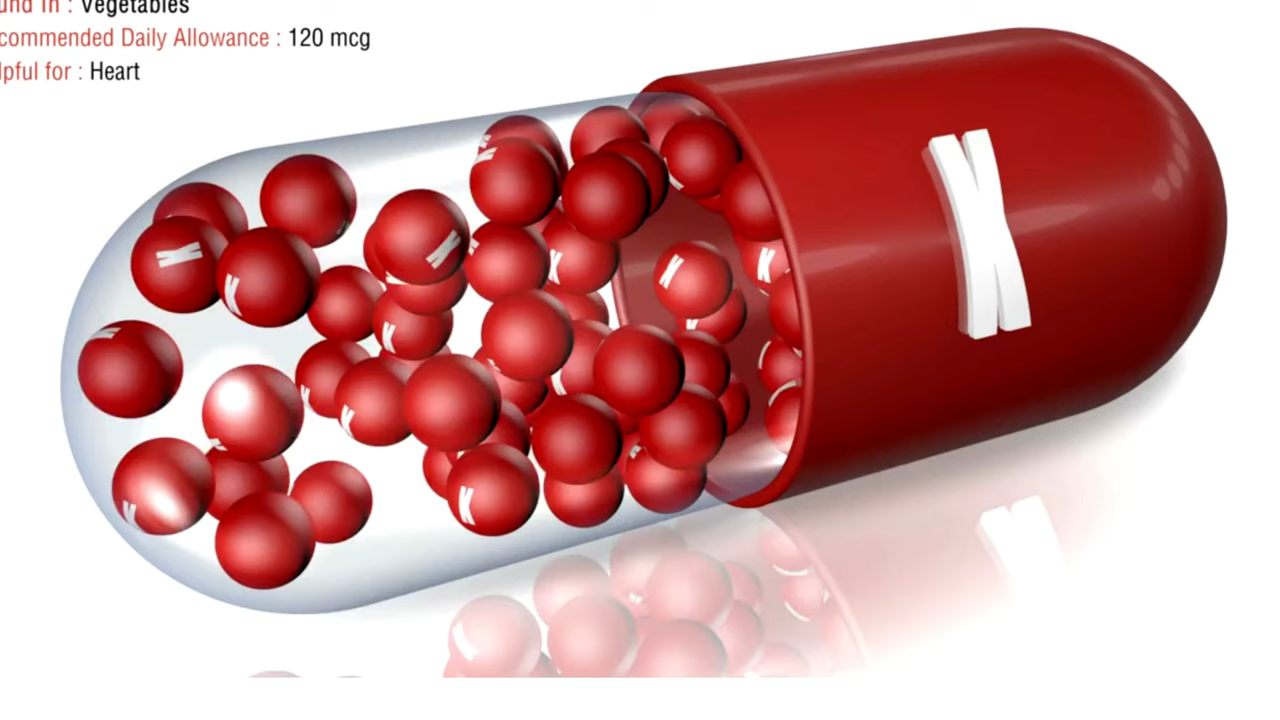 und In : Vegetables
commended Daily Allowance : 120 mcg
lpful for : Heart
K